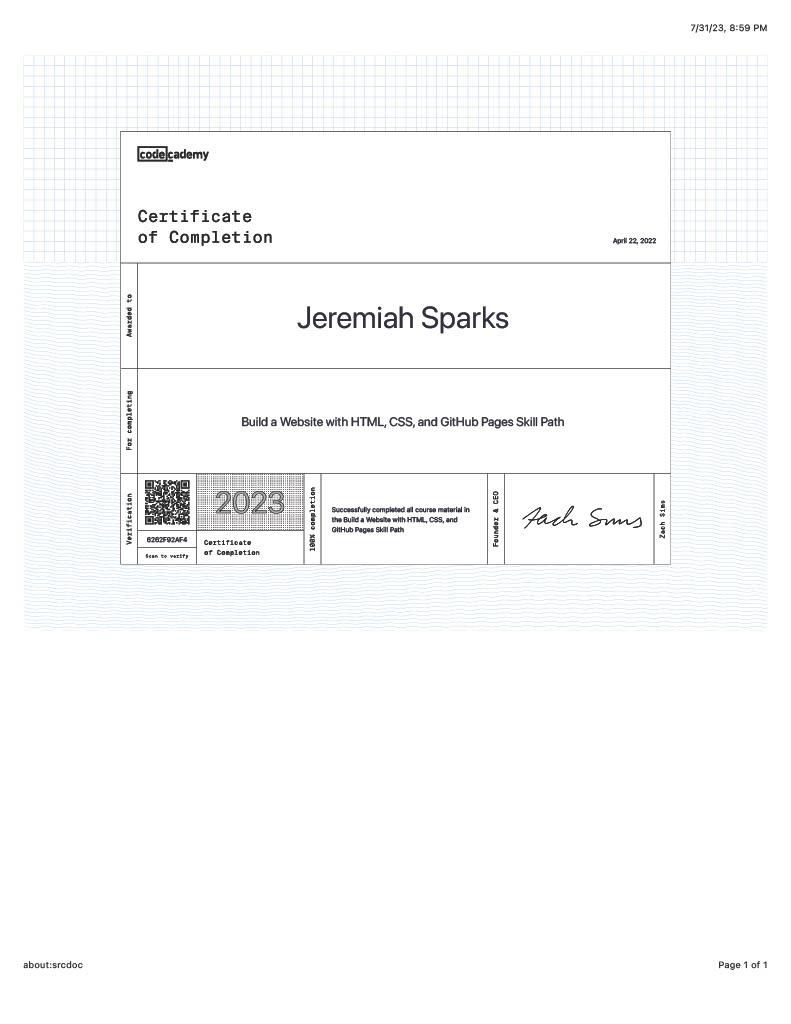 7/31/23, 8:59 PM
codecademy
Certificate
of Completion
April 22, 2022
Awarded to
Jeremiah Sparks
For completing
Build a Website with HTML, CSS, and GitHub Pages Skill Path
Verification
6262F92AF4
Scan to verify
2023
Certificate
of Completion
100% completion
Successfully completed all course material in
the Build a Website with HTML, CSS, and
GitHub Pages Skill Path
Founder & CEO
Zach Sims
Zach Sims
about:srcdoc
Page 1 of 1